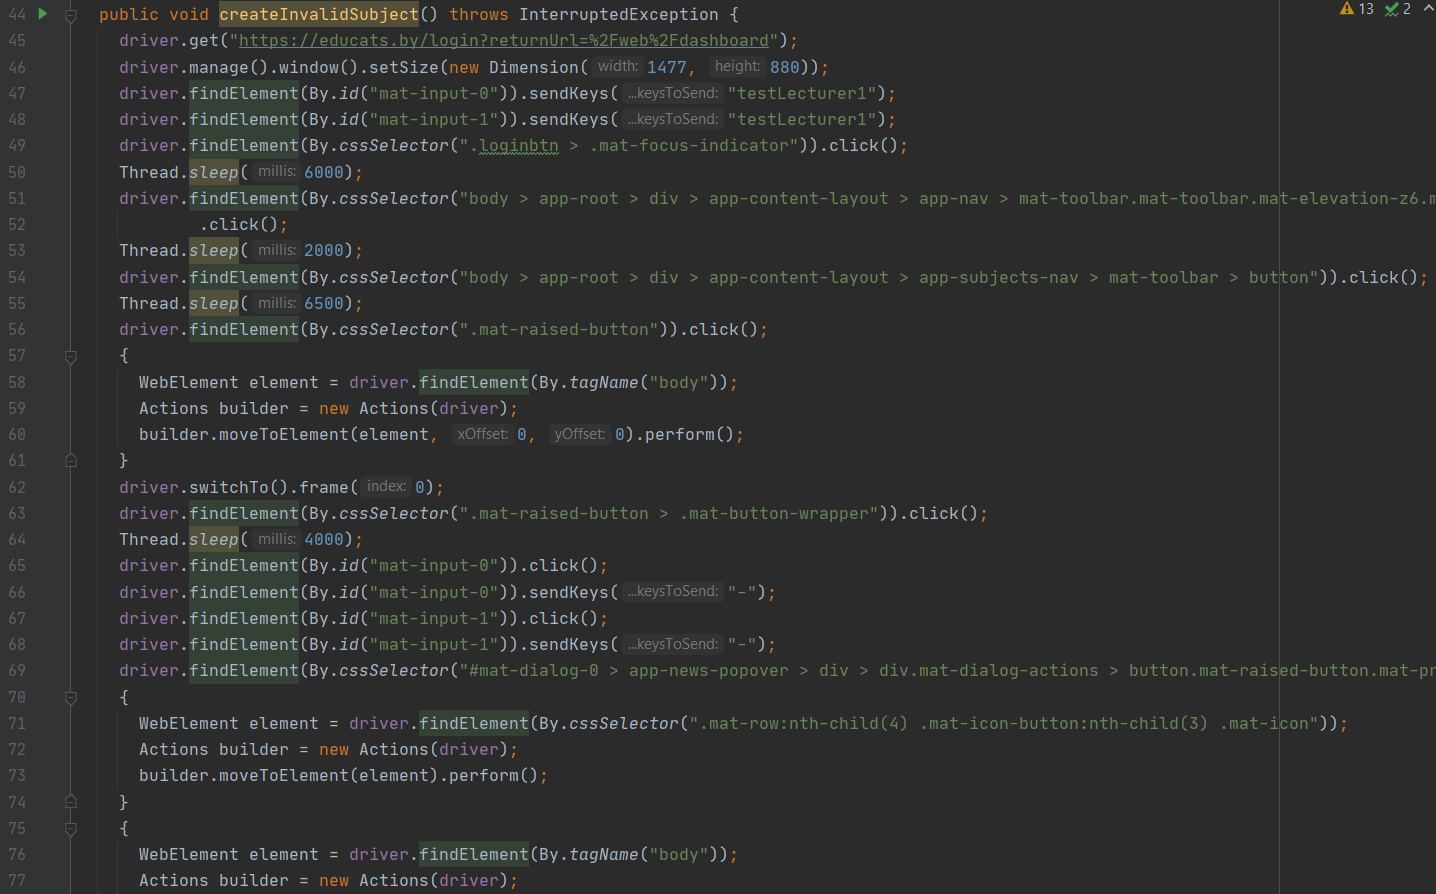 44 public void createInvalidSubject() throws InterruptedException { 13 2
45 driver.get("https://educats.by/login?returnUrl=%2Fweb%2Fdashboard");
46 driver.manage().window().setSize(new Dimension( width: 1477, height: 880));
47 driver.findElement(By.id("mat-input-0")).sendKeys( ...keysToSend: "testLecturer1");
48 driver.findElement(By.id("mat-input-1")).sendKeys( ...keysToSend: "testLecturer1");
49 driver.findElement(By.cssSelector(".loginbtn > .mat-focus-indicator")).click();
50 Thread.sleep( millis: 6000);
51 driver.findElement(By.cssSelector("body > app-root > div > app-content-layout > app-nav > mat-toolbar.mat-toolbar.mat-elevation-z6.m
52 .click();
53 Thread.sleep( millis: 2000);
54 driver.findElement(By.cssSelector("body > app-root > div > app-content-layout > app-subjects-nav > mat-toolbar > button")).click();
55 Thread.sleep( millis: 6500);
56 driver.findElement(By.cssSelector(".mat-raised-button")).click();
57 {
58 WebElement element = driver.findElement(By.tagName("body"));
59 Actions builder = new Actions(driver);
60 builder.moveToElement(element, xOffset: 0, yOffset: 0).perform();
61 }
62 driver.switchTo().frame( index: 0);
63 driver.findElement(By.cssSelector(".mat-raised-button > .mat-button-wrapper")).click();
64 Thread.sleep( millis: 4000);
65 driver.findElement(By.id("mat-input-0")).click();
66 driver.findElement(By.id("mat-input-0")).sendKeys( ...keysToSend: "-");
67 driver.findElement(By.id("mat-input-1")).click();
68 driver.findElement(By.id("mat-input-1")).sendKeys( ...keysToSend: "-");
69 driver.findElement(By.cssSelector("#mat-dialog-0 > app-news-popover > div > div.mat-dialog-actions > button.mat-raised-button.mat-pr
70 {
71 WebElement element = driver.findElement(By.cssSelector(".mat-row:nth-child(4) .mat-icon-button:nth-child(3) .mat-icon"));
72 Actions builder = new Actions(driver);
73 builder.moveToElement(element).perform();
74 }
75 {
76 WebElement element = driver.findElement(By.tagName("body"));
77 Actions builder = new Actions(driver);